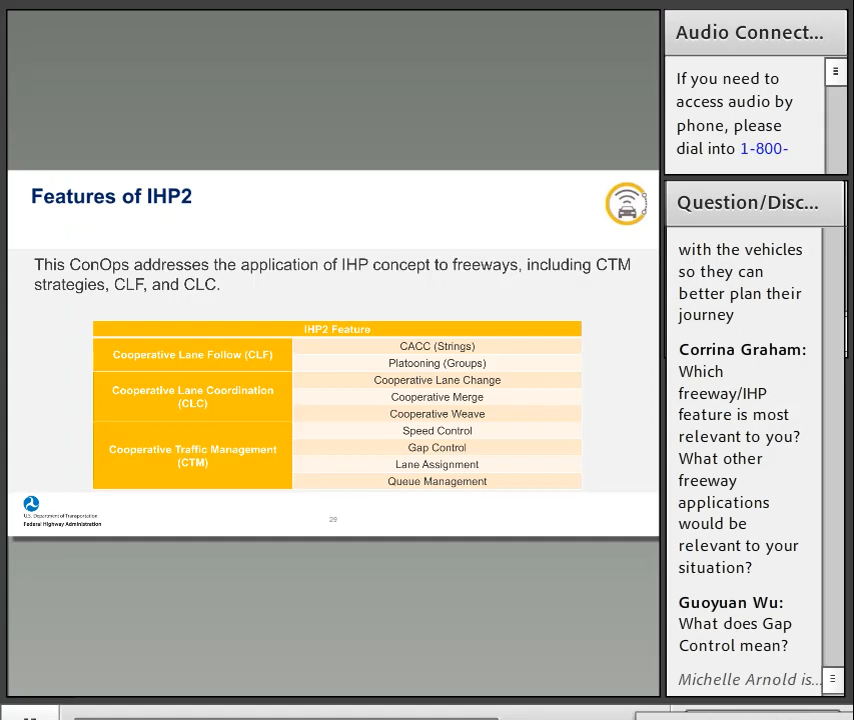 Features of IHP2
This ConOps addresses the application of IHP concept to freeways, including CTM
strategies, CLF, and CLC.
IHP2 Feature
Cooperative Lane Follow (CLF)
CACC (Strings)
Platooning (Groups)
Cooperative Lane Coordination
(CLC)
Cooperative Lane Change
Cooperative Merge
Cooperative Weave
Cooperative Traffic Management
(CTM)
Speed Control
Gap Control
Lane Assignment
Queue Management
U.S. Department of Transportation
Federal Highway Administration
29
Audio Connect...
If you need to
access audio by
phone, please
dial into 1-800-
Question/Disc...
with the vehicles
so they can
better plan their
journey
Corrina Graham:
Which
freeway/IHP
feature is most
relevant to you?
What other
freeway
applications
would be
relevant to your
situation?
Guoyuan Wu:
What does Gap
Control mean?
Michelle Arnold is...